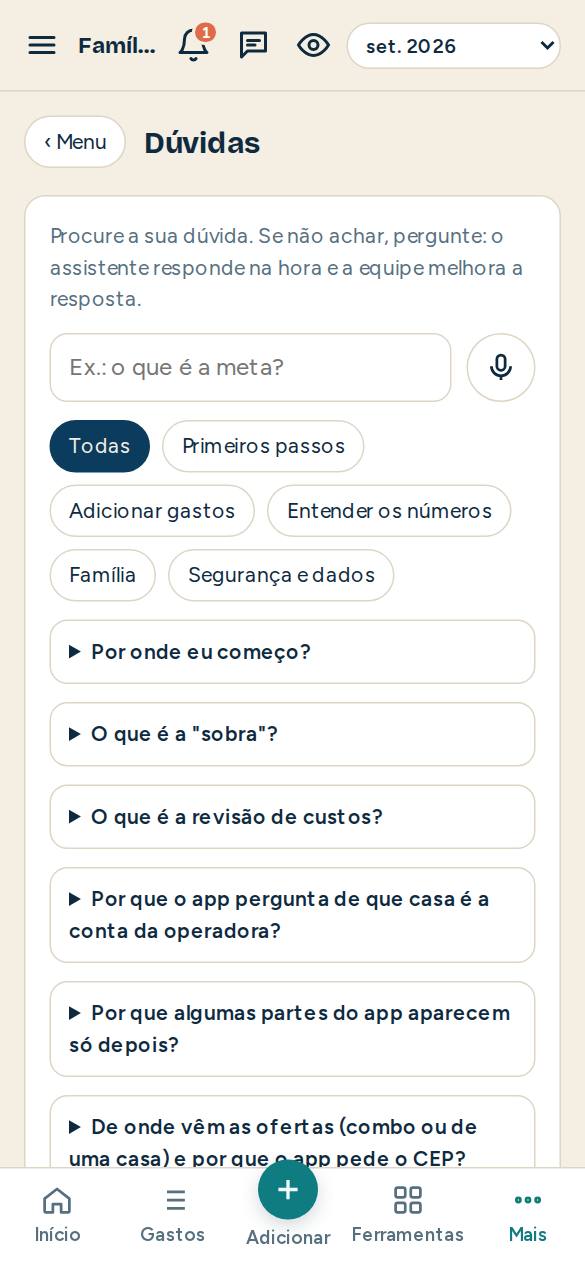 Famíl...
1
set. 2026
‹ Menu
Dúvidas
Procure a sua dúvida. Se não achar, pergunte: o
assistente responde na hora e a equipe melhora a
resposta.
Ex.: o que é a meta?
Todas
Primeiros passos
Adicionar gastos
Entender os números
Família
Segurança e dados
Por onde eu começo?
O que é a "sobra"?
O que é a revisão de custos?
Por que o app pergunta de que casa é a
conta da operadora?
Por que algumas partes do app aparecem
só depois?
De onde vêm as ofertas (combo ou de
uma casa) e por que o app pede o CEP?
Início
Gastos
Adicionar
Ferramentas
Mais